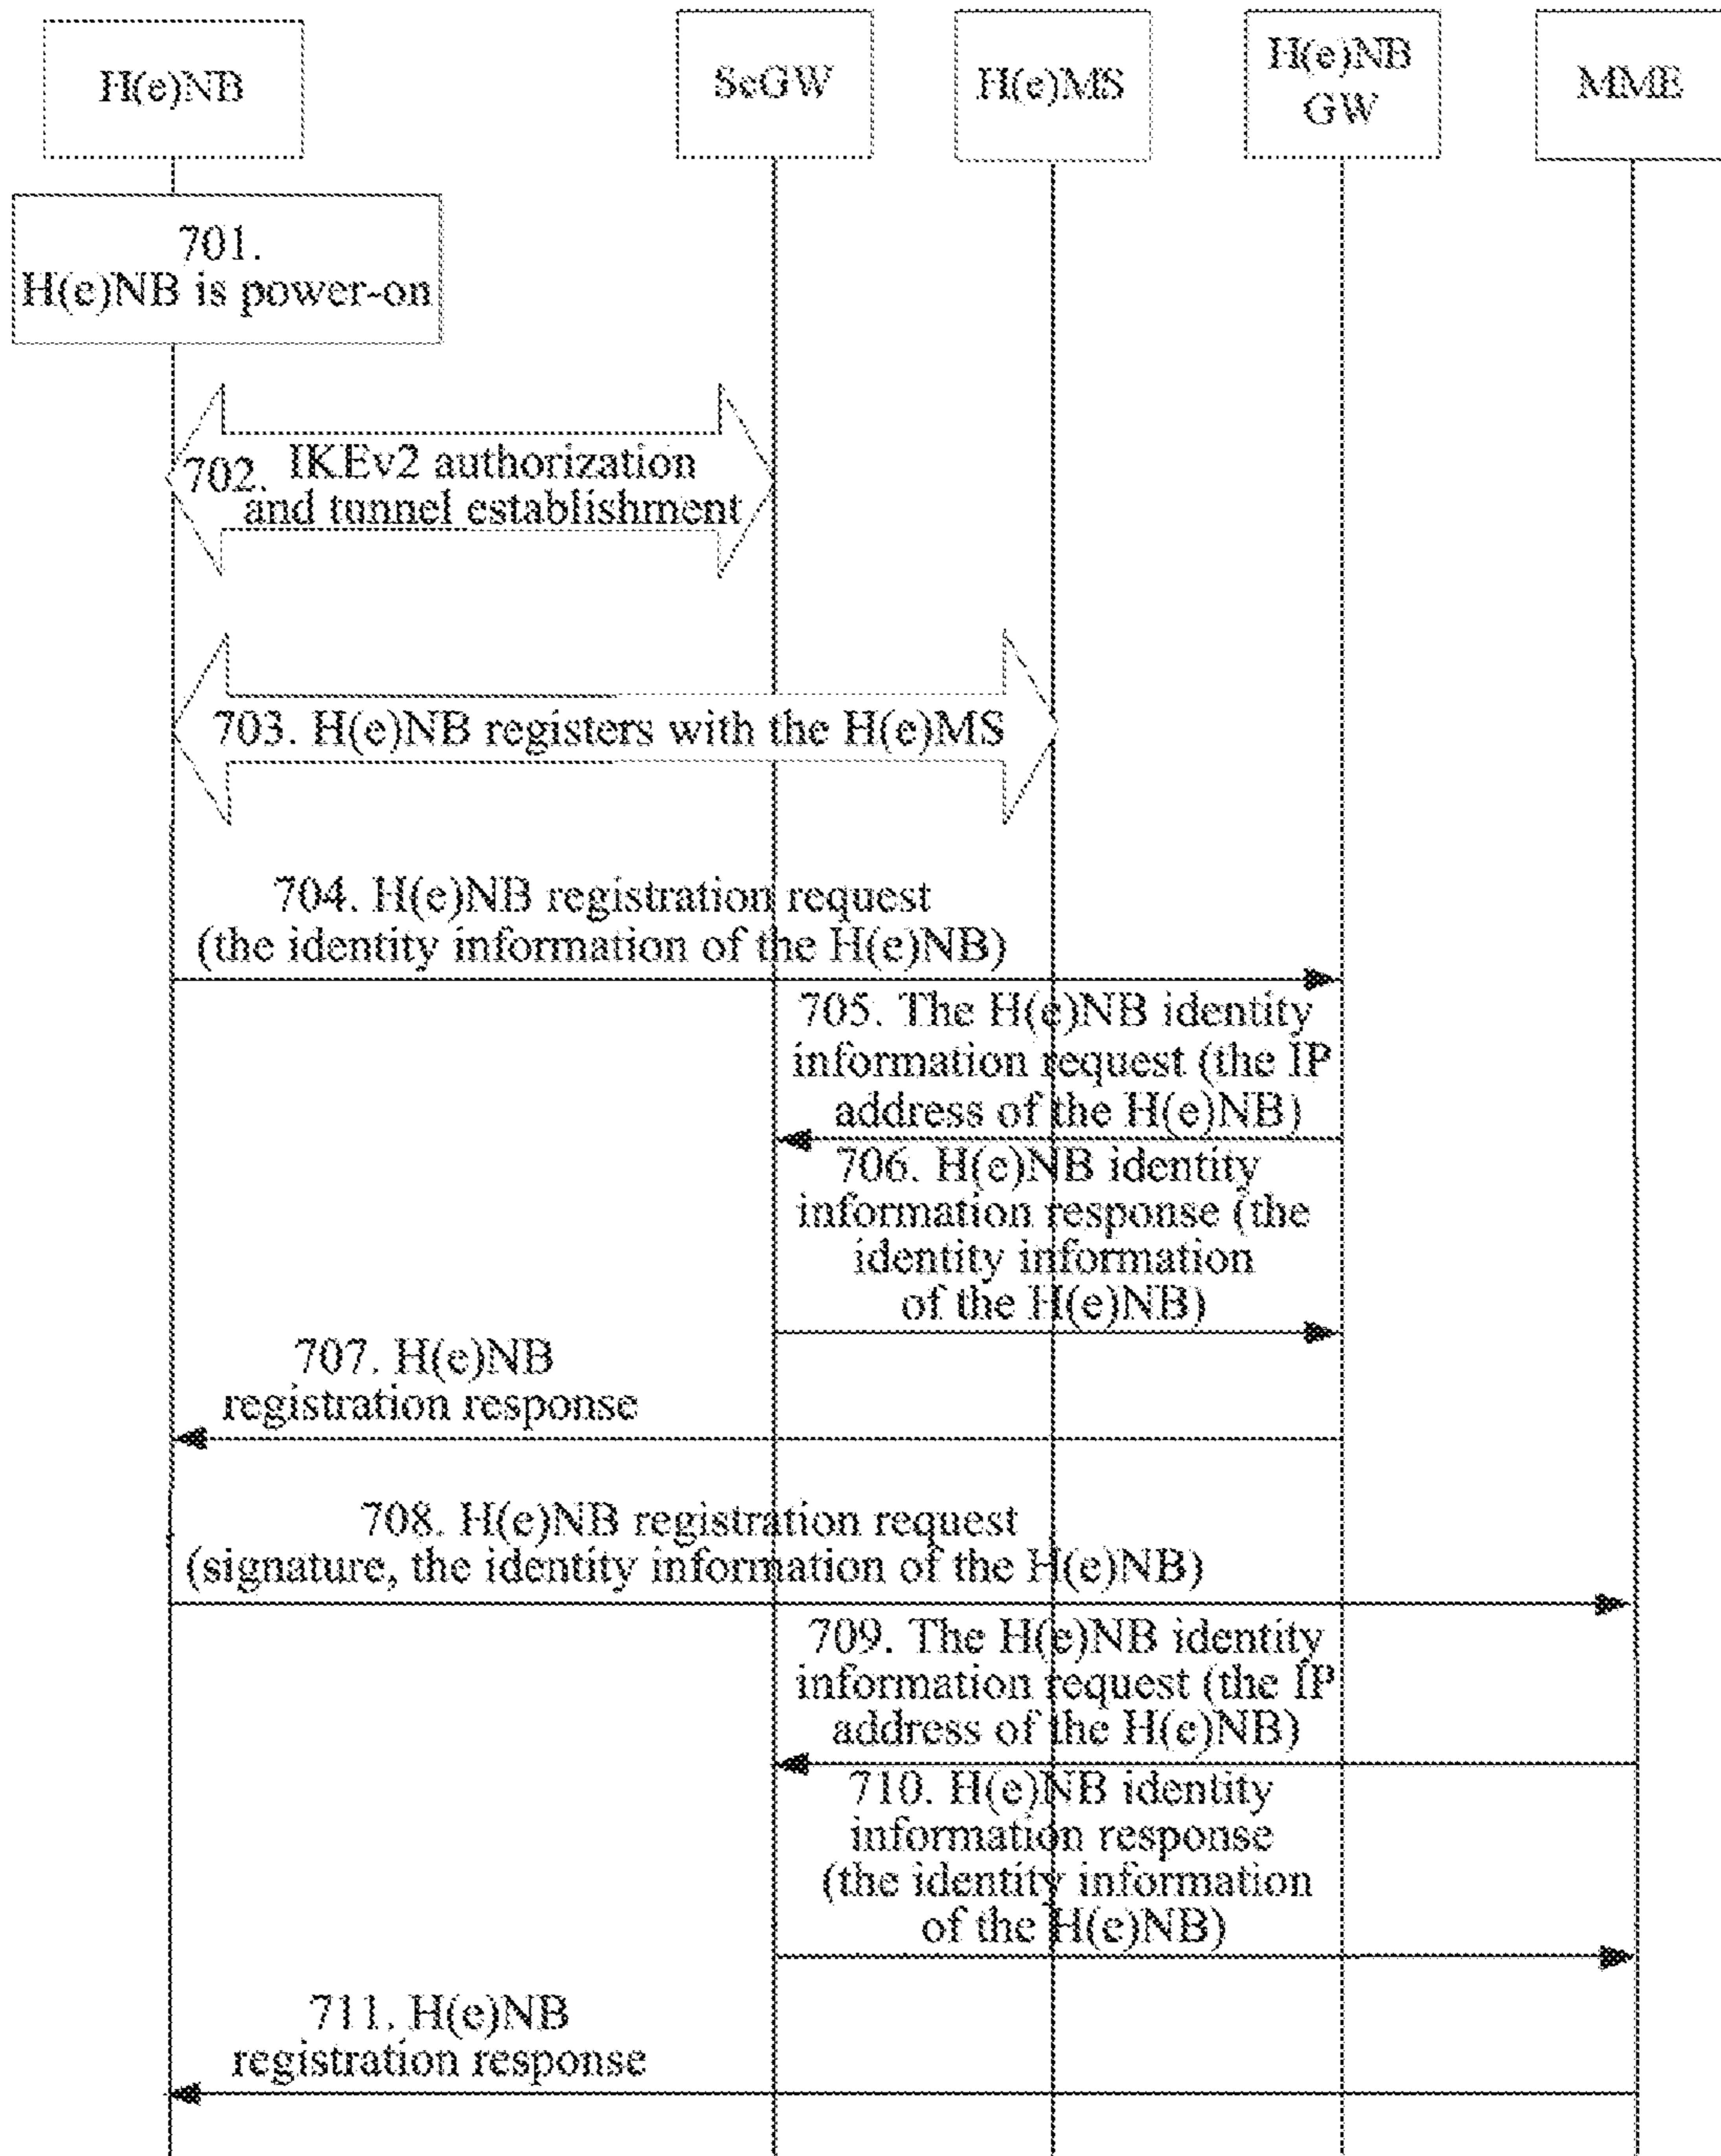 H(e)NB
SeGW
H(e)MS
H(e)NB
GW
MME
701.
H(e)NB is power-on
702. IKEv2 authorization
and tunnel establishment
703. H(e)NB registers with the H(e)MS
704. H(e)NB registration request
(the identity information of the H(e)NB)
705. The H(e)NB identity
information request (the IP
address of the H(e)NB)
706. H(e)NB identity
information response (the
identity information
of the H(e)NB)
707. H(e)NB
registration response
708. H(e)NB registration request
(signature, the identity information of the H(e)NB)
709. The H(e)NB identity
information request (the IP
address of the H(e)NB)
710. H(e)NB identity
information response
(the identity information
of the H(e)NB)
711. H(e)NB
registration response